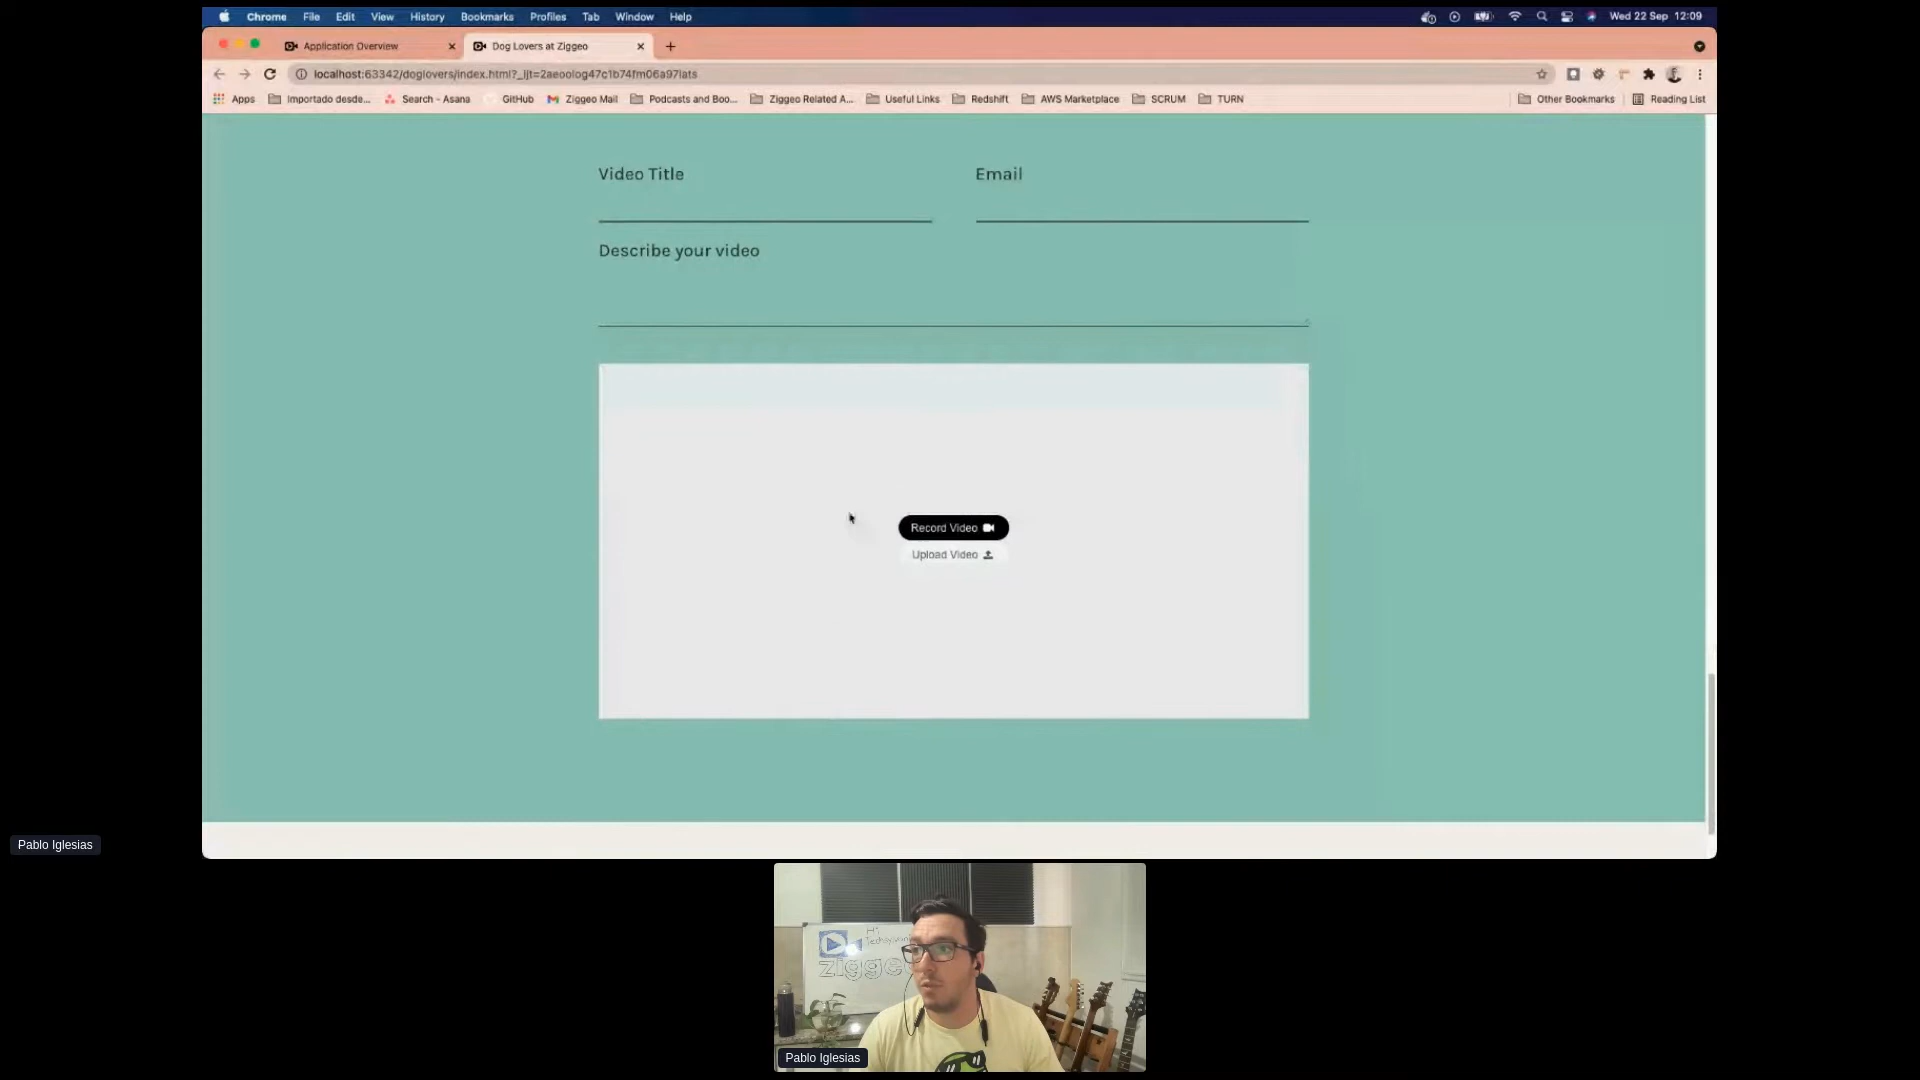 Chrome File Edit View History Bookmarks Profiles Tab Window Help Wed 22 Sep 12:09
Application Overview Dog Lovers at Ziggeo
localhost:63342/doglovers/index.html?_ijt=2aeoolog47c1b74fm06a97lats
Apps Importado desde... Search - Asana GitHub Ziggeo Mail Podcasts and Boo... Ziggeo Related A... Useful Links Redshift AWS Marketplace SCRUM TURN Other Bookmarks Reading List
Video Title Email
Describe your video
Record Video
Upload Video
Pablo Iglesias
Hi
ziggeo
Pablo Iglesias